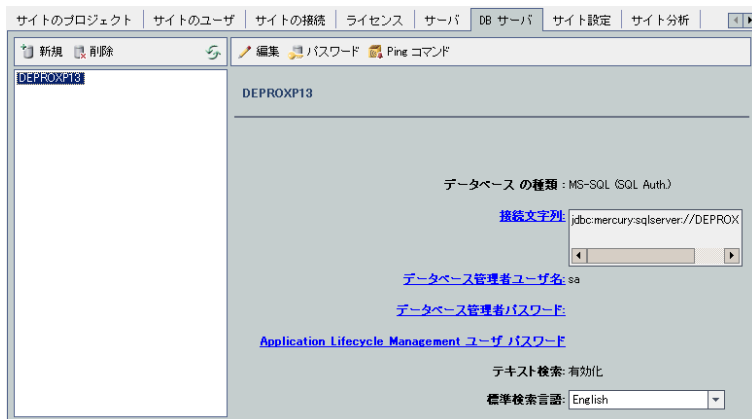 サイトのプロジェクト サイトのユーザ サイトの接続 ライセンス サーバ DB サーバ サイト設定 サイト分析
新規 削除 編集 パスワード Ping コマンド
DEPROXP13
DEPROXP13
データベース の種類 : MS-SQL (SQL Auth.)
接続文字列: jdbc:mercury:sqlserver://DEPROX
データベース管理者ユーザ名: sa
データベース管理者パスワード:
Application Lifecycle Management ユーザ パスワード
テキスト検索: 有効化
標準検索言語: English